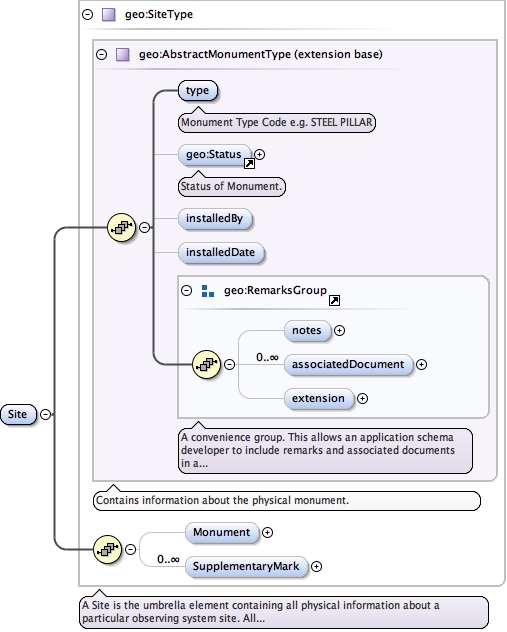 geo:SiteType
geo:AbstractMonumentType (extension base)
type
Monument Type Code e.g. STEEL PILLAR
geo:Status
Status of Monument.
installedBy
installedDate
geo:RemarksGroup
notes
0..∞
associatedDocument
extension
A convenience group. This allows an application schema
developer to include remarks and associated documents
in a...
Site
Contains information about the physical monument.
Monument
0..∞
SupplementaryMark
A Site is the umbrella element containing all physical information about a
particular observing system site. All...